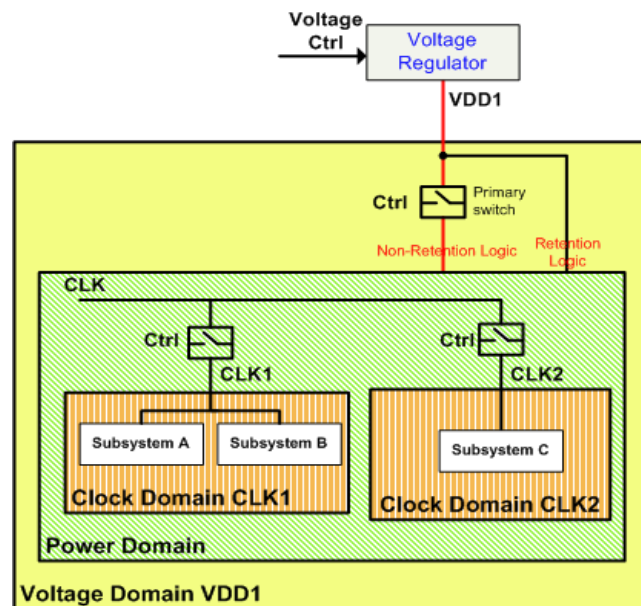 Voltage
Ctrl
Voltage
Regulator
VDD1
Ctrl
Primary
switch
Non-Retention Logic
Retention
Logic
CLK
Ctrl
Ctrl
CLK1
CLK2
Subsystem A
Subsystem B
Subsystem C
Clock Domain CLK1
Clock Domain CLK2
Power Domain
Voltage Domain VDD1